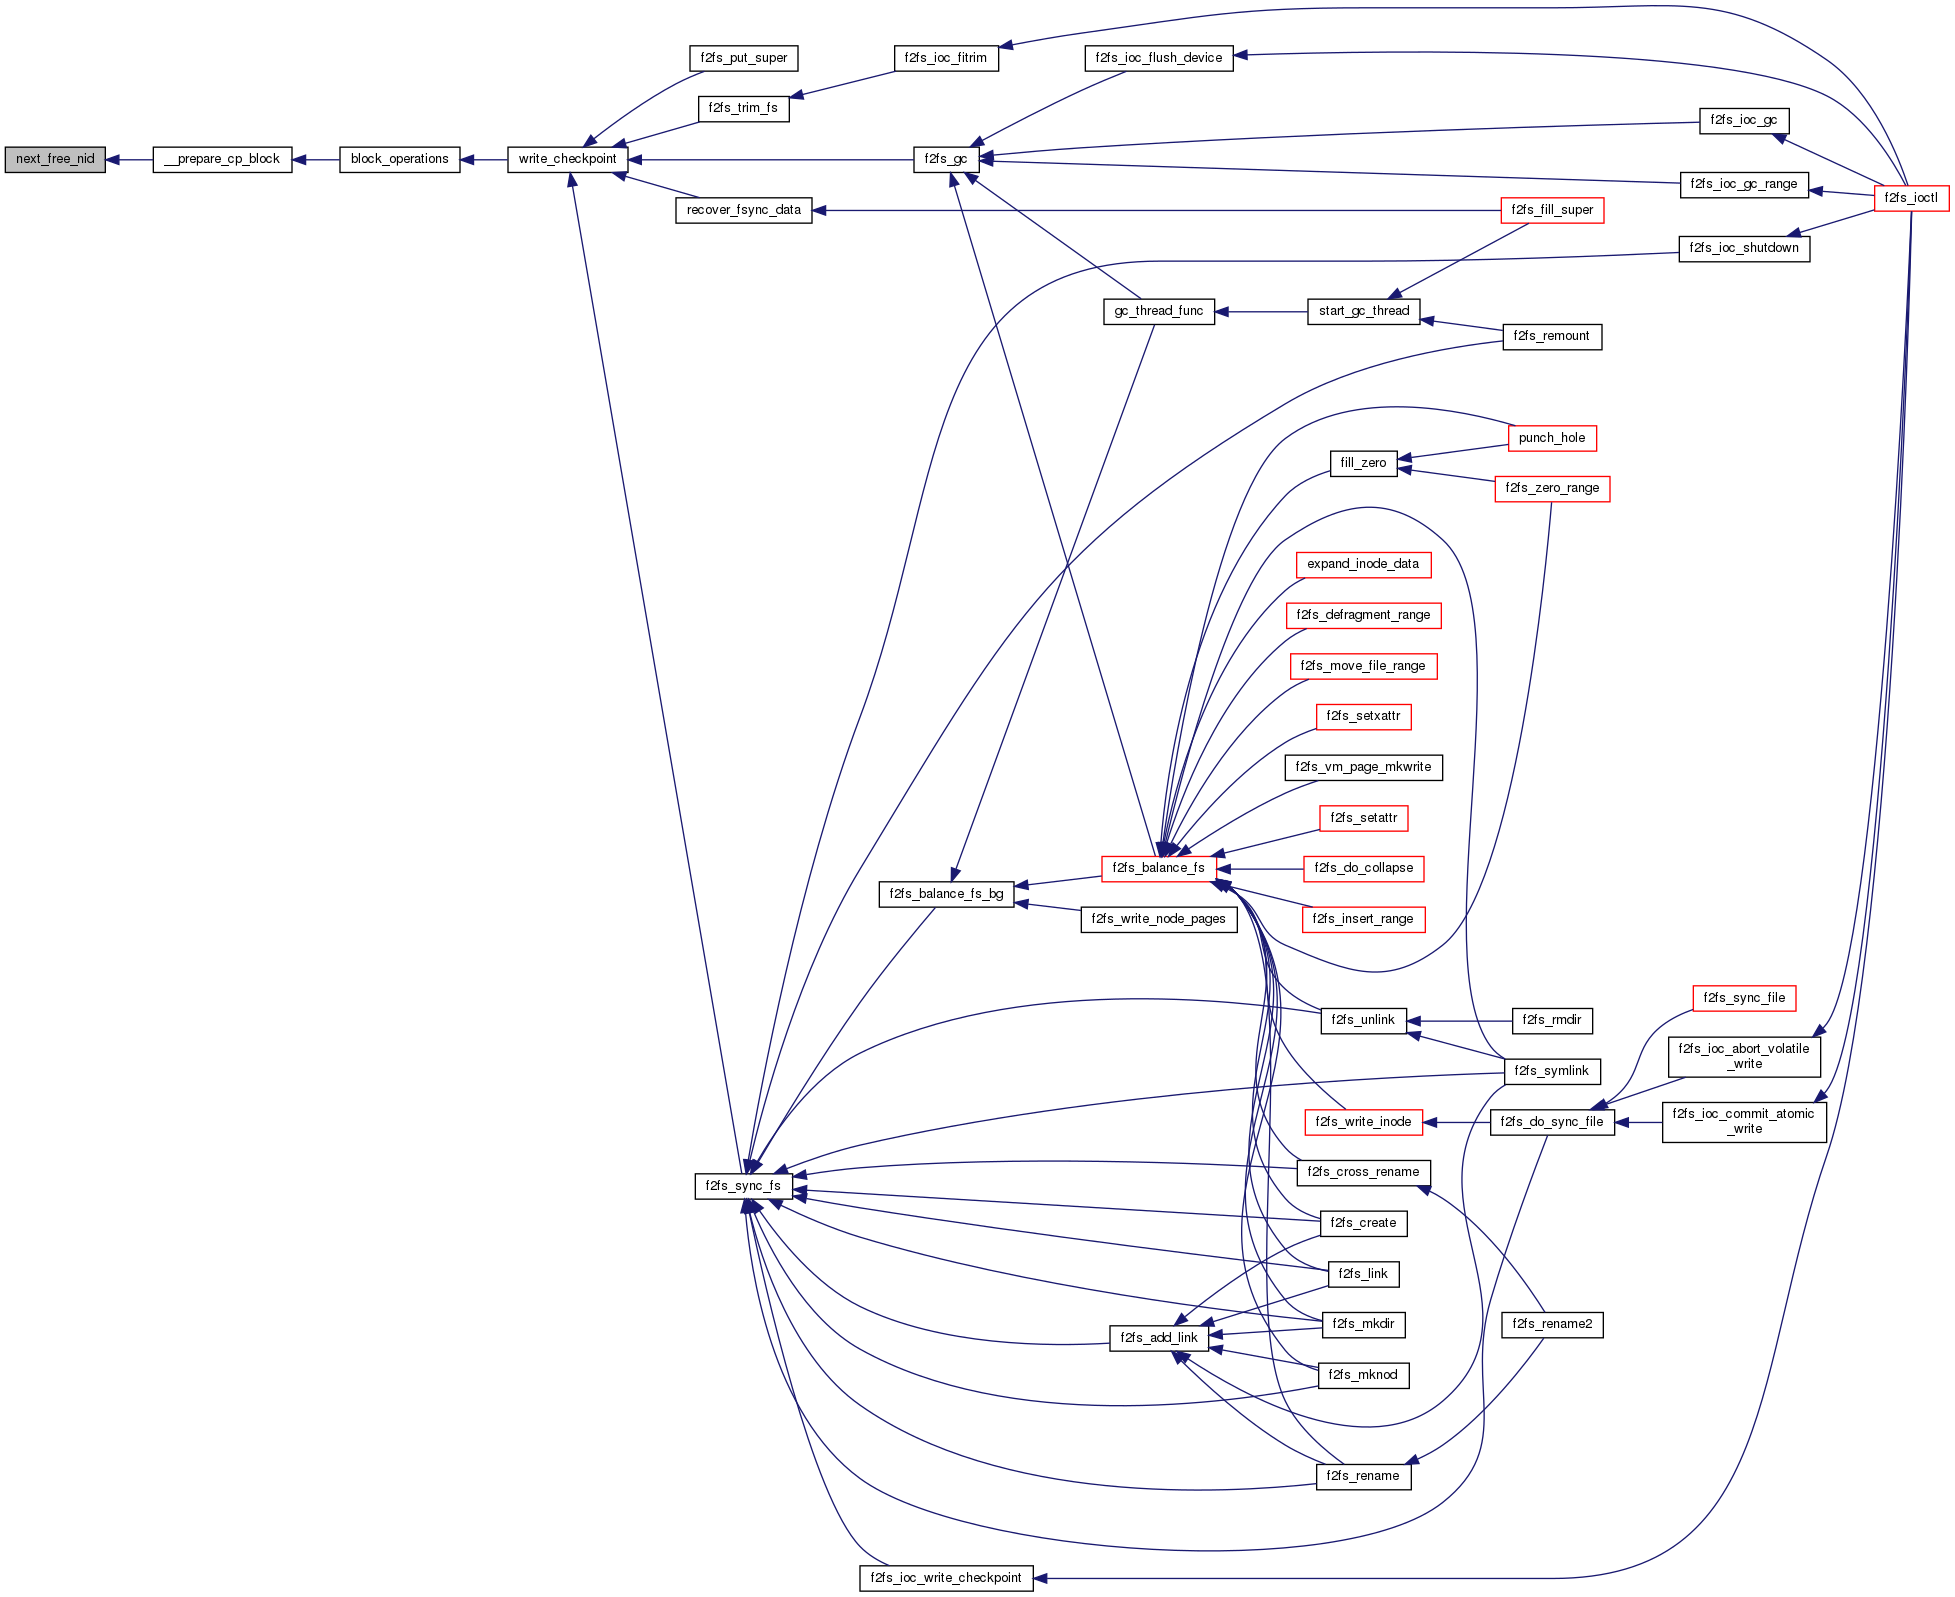 f2fs_put_super
f2fs_ioc_fitrim
f2fs_ioc_flush_device
f2fs_trim_fs
f2fs_ioc_gc
next_free_nid
__prepare_cp_block
block_operations
write_checkpoint
f2fs_gc
f2fs_ioc_gc_range
f2fs_ioctl
recover_fsync_data
f2fs_fill_super
f2fs_ioc_shutdown
gc_thread_func
start_gc_thread
f2fs_remount
punch_hole
fill_zero
f2fs_zero_range
expand_inode_data
f2fs_defragment_range
f2fs_move_file_range
f2fs_setxattr
f2fs_vm_page_mkwrite
f2fs_setattr
f2fs_balance_fs
f2fs_do_collapse
f2fs_balance_fs_bg
f2fs_write_node_pages
f2fs_insert_range
f2fs_sync_file
f2fs_unlink
f2fs_rmdir
f2fs_ioc_abort_volatile
_write
f2fs_symlink
f2fs_write_inode
f2fs_do_sync_file
f2fs_ioc_commit_atomic
_write
f2fs_cross_rename
f2fs_sync_fs
f2fs_create
f2fs_link
f2fs_mkdir
f2fs_rename2
f2fs_add_link
f2fs_mknod
f2fs_rename
f2fs_ioc_write_checkpoint